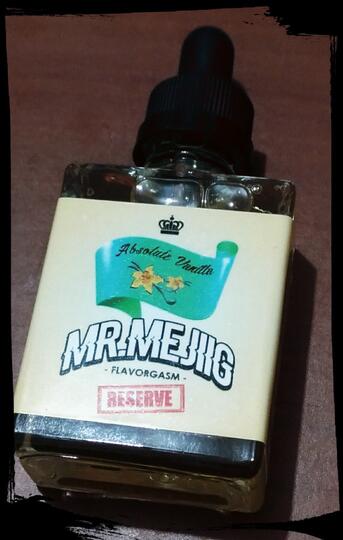 Absolute Vanilla
MR.MEJIIG
- FLAVORGASM -
RESERVE